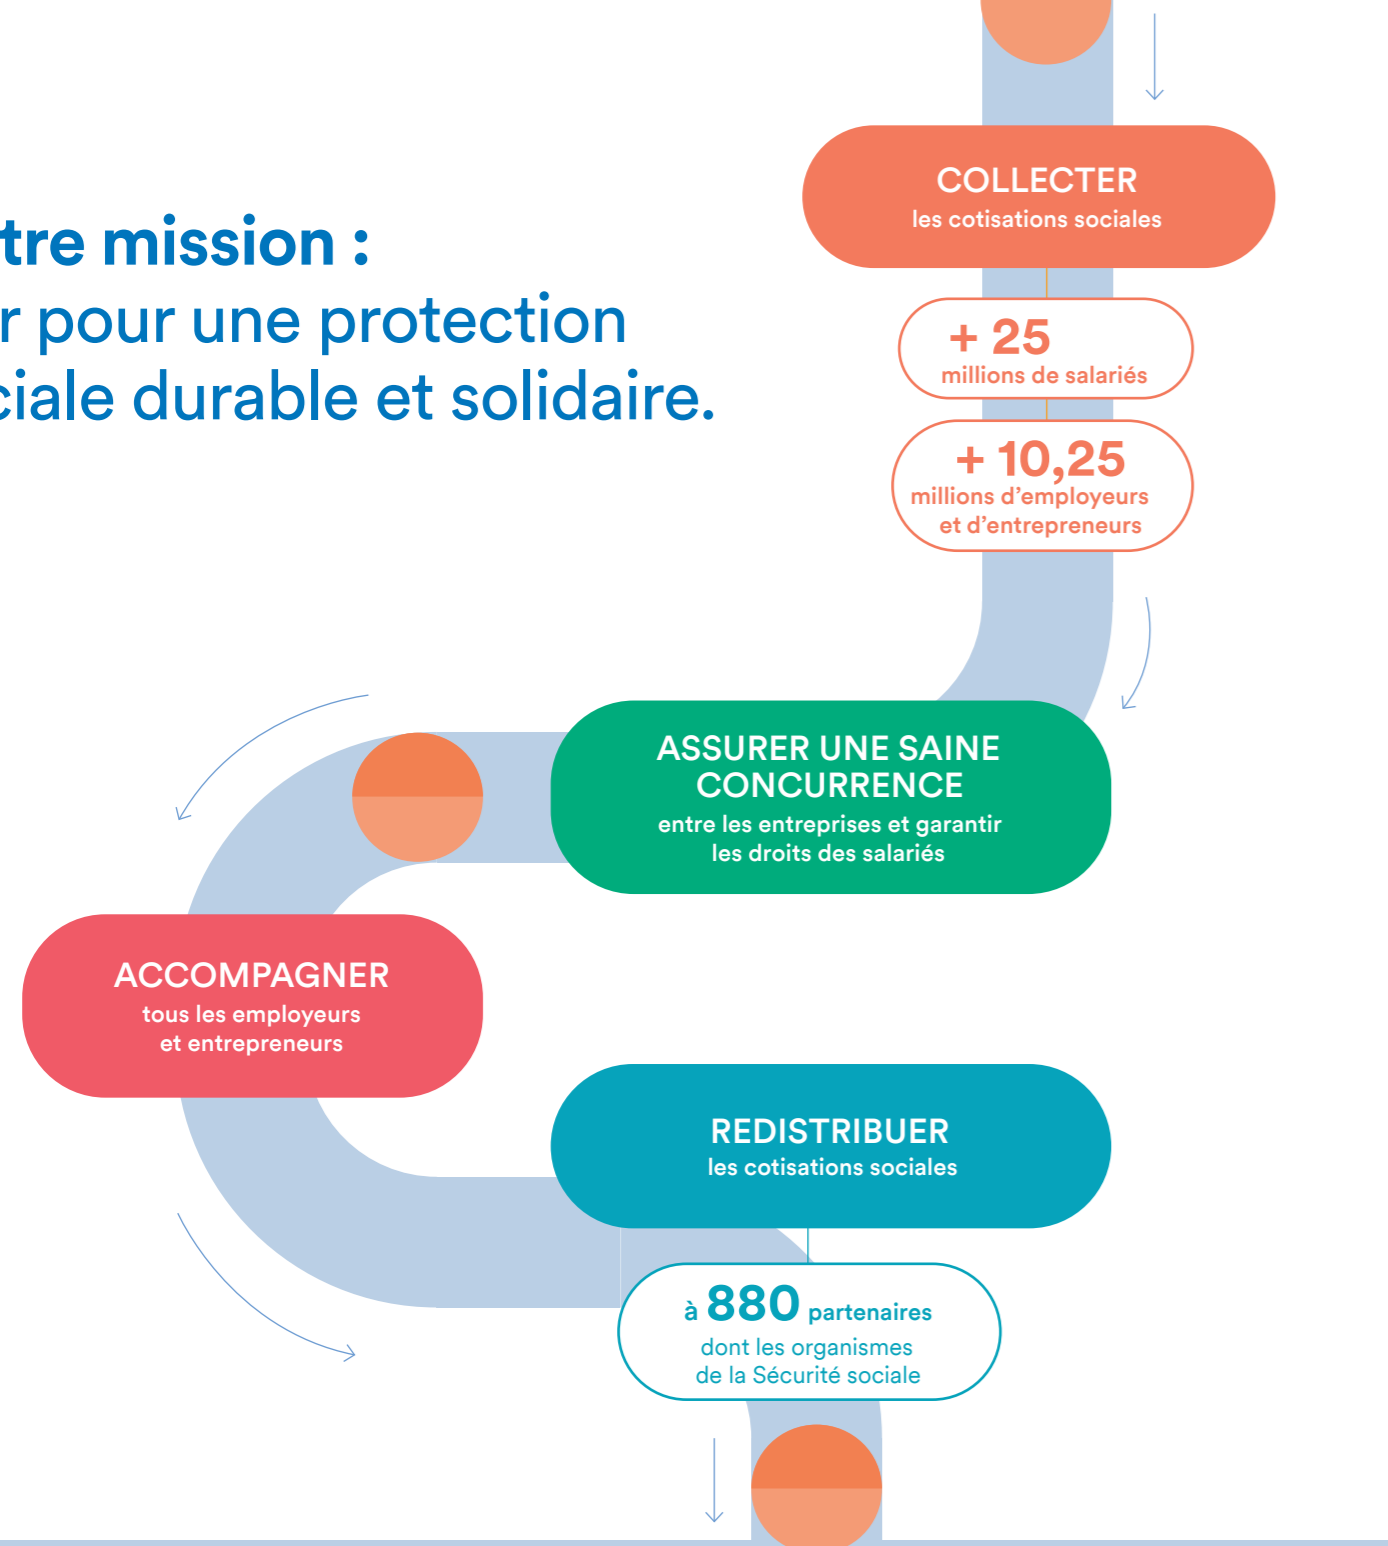 tre mission :
r pour une protection
ciale durable et solidaire.
COLLECTER
les cotisations sociales
+ 25
millions de salariés
+ 10,25
millions d’employeurs
et d’entrepreneurs
ASSURER UNE SAINE
CONCURRENCE
entre les entreprises et garantir
les droits des salariés
ACCOMPAGNER
tous les employeurs
et entrepreneurs
REDISTRIBUER
les cotisations sociales
à 880 partenaires
dont les organismes
de la Sécurité sociale